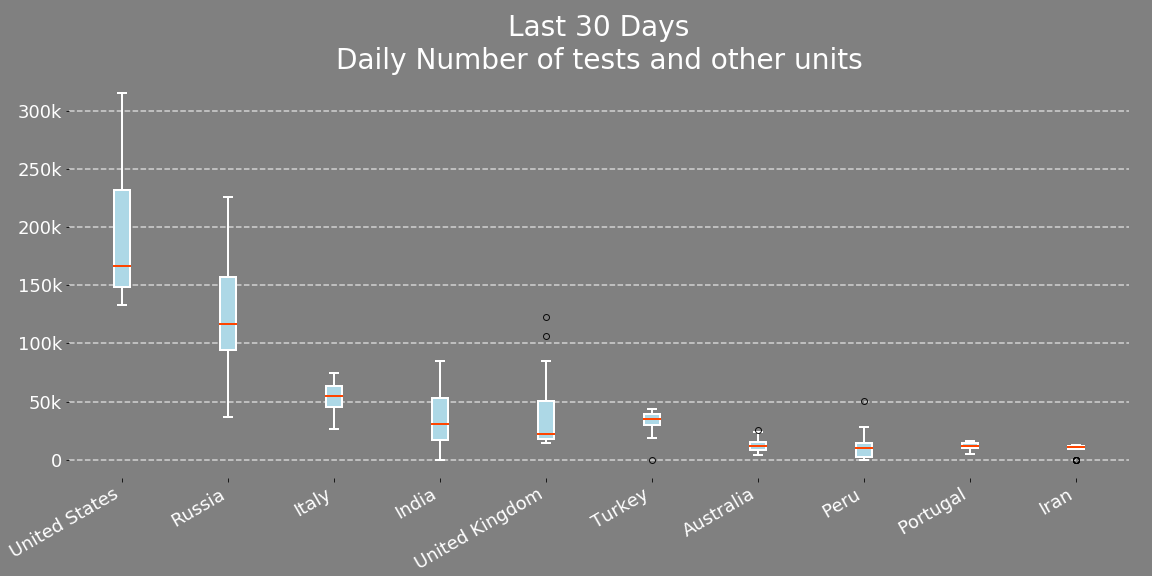 Last 30 Days
Daily Number of tests and other units
300k
250k
200k
150k
100k
50k
0
United States
Russia
Italy
India
United Kingdom
Turkey
Australia
Peru
Portugal
Iran